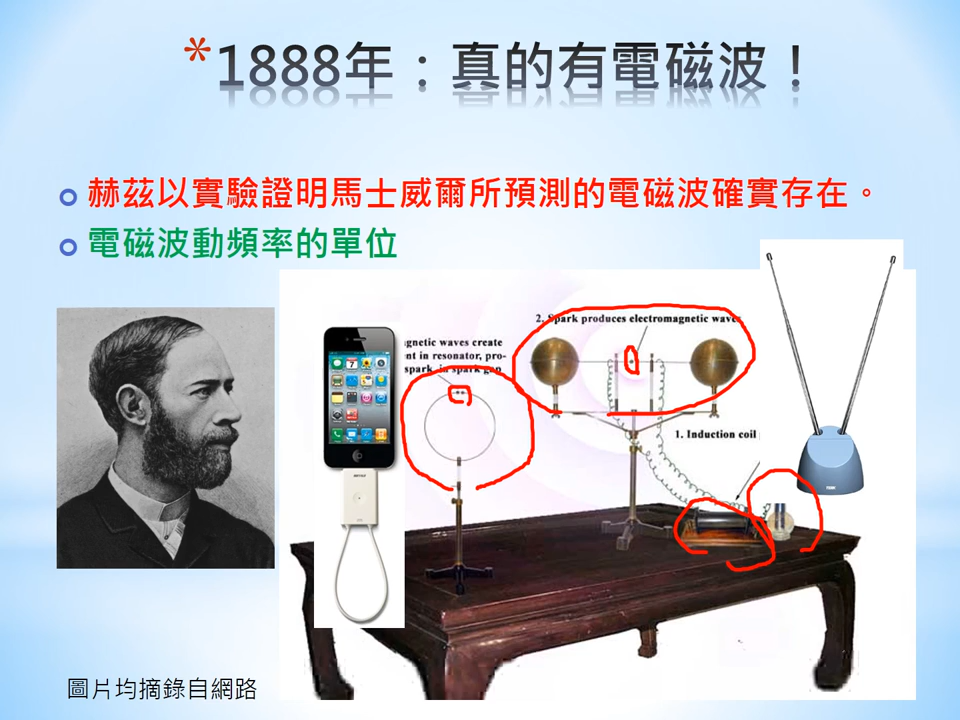 *1888年：真的有電磁波！
赫茲以實驗證明馬士威爾所預測的電磁波確實存在。
電磁波動頻率的單位
2. Spark produces electromagnetic waves
gnetic waves create
nt in resonator, pro-
spark in spark gap
1. Induction coil
圖片均摘錄自網路